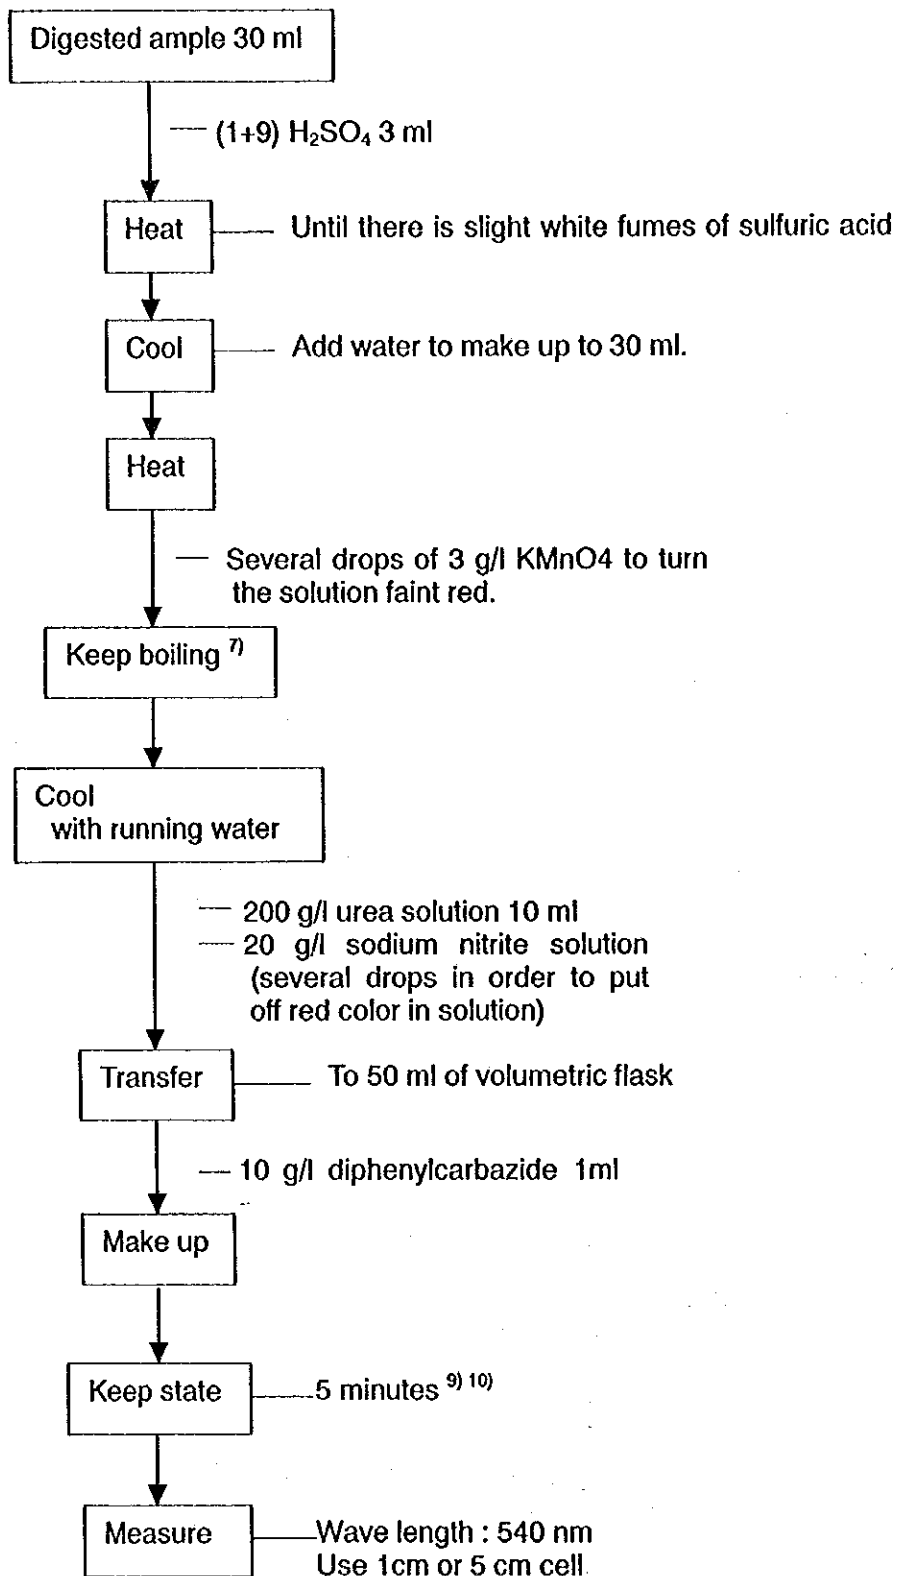 Digested ample 30 ml
(1+9) H₂SO₄ 3 ml
Heat
Until there is slight white fumes of sulfuric acid
Cool
Add water to make up to 30 ml.
Heat
Several drops of 3 g/l KMnO4 to turn
the solution faint red.
Keep boiling ⁷⁾
Cool
with running water
200 g/l urea solution 10 ml
20 g/l sodium nitrite solution
(several drops in order to put
off red color in solution)
Transfer
To 50 ml of volumetric flask
10 g/l diphenylcarbazide 1ml
Make up
Keep state
5 minutes ⁹⁾ ¹⁰⁾
Measure
Wave length : 540 nm
Use 1cm or 5 cm cell